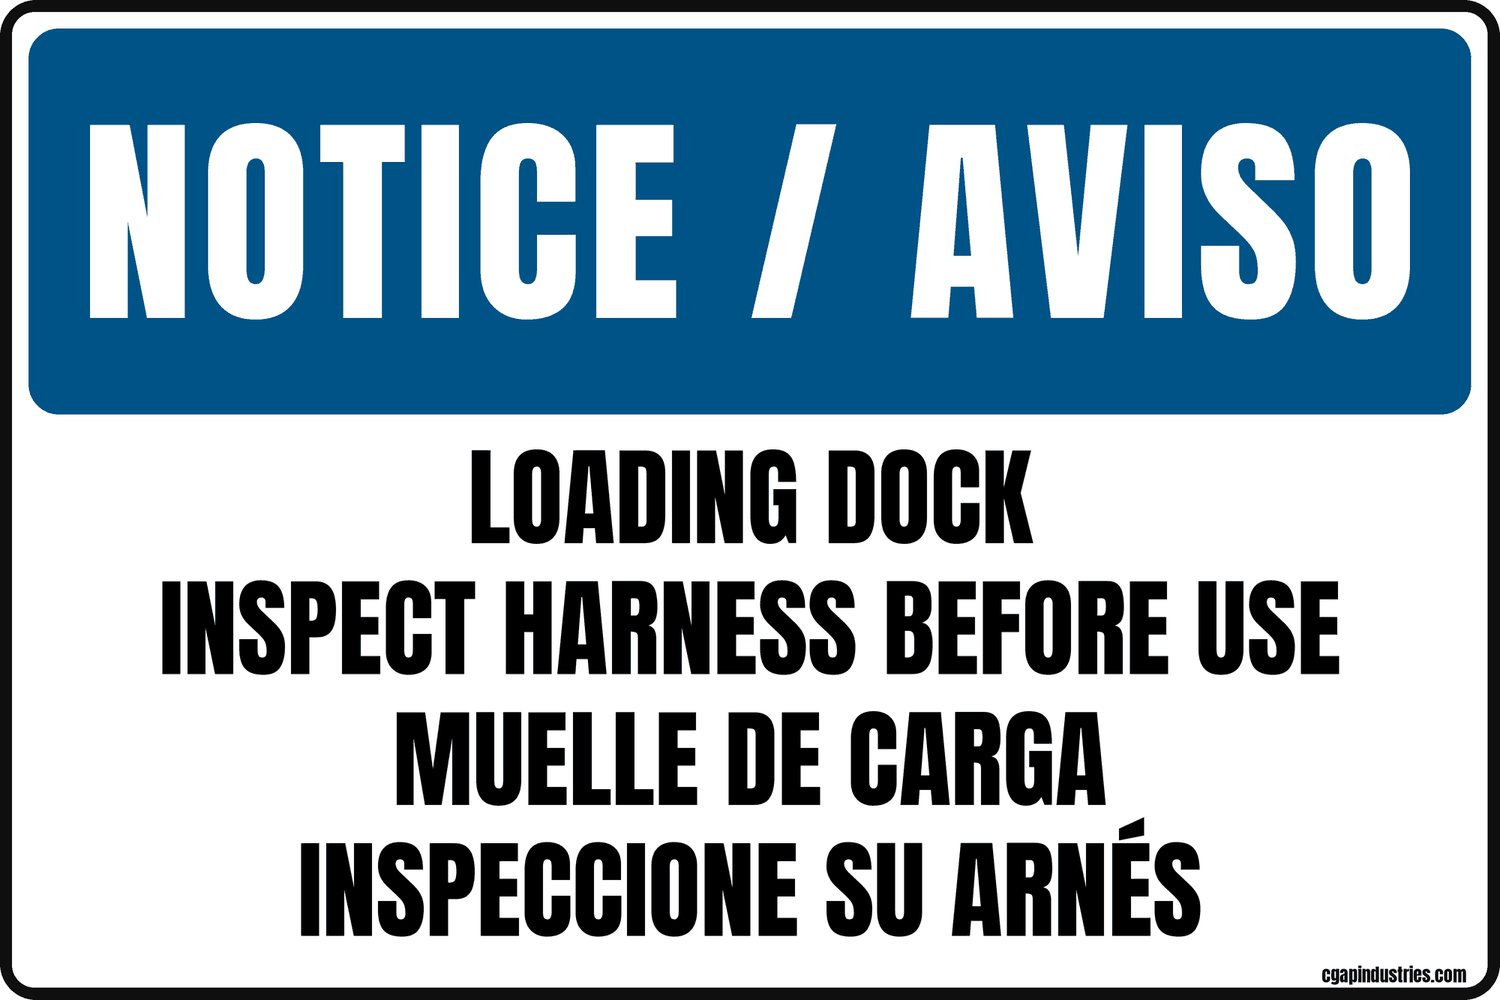 NOTICE / AVISO
LOADING DOCK
INSPECT HARNESS BEFORE USE
MUELLE DE CARGA
INSPECCIONE SU ARNÉS
cgapindustries.com